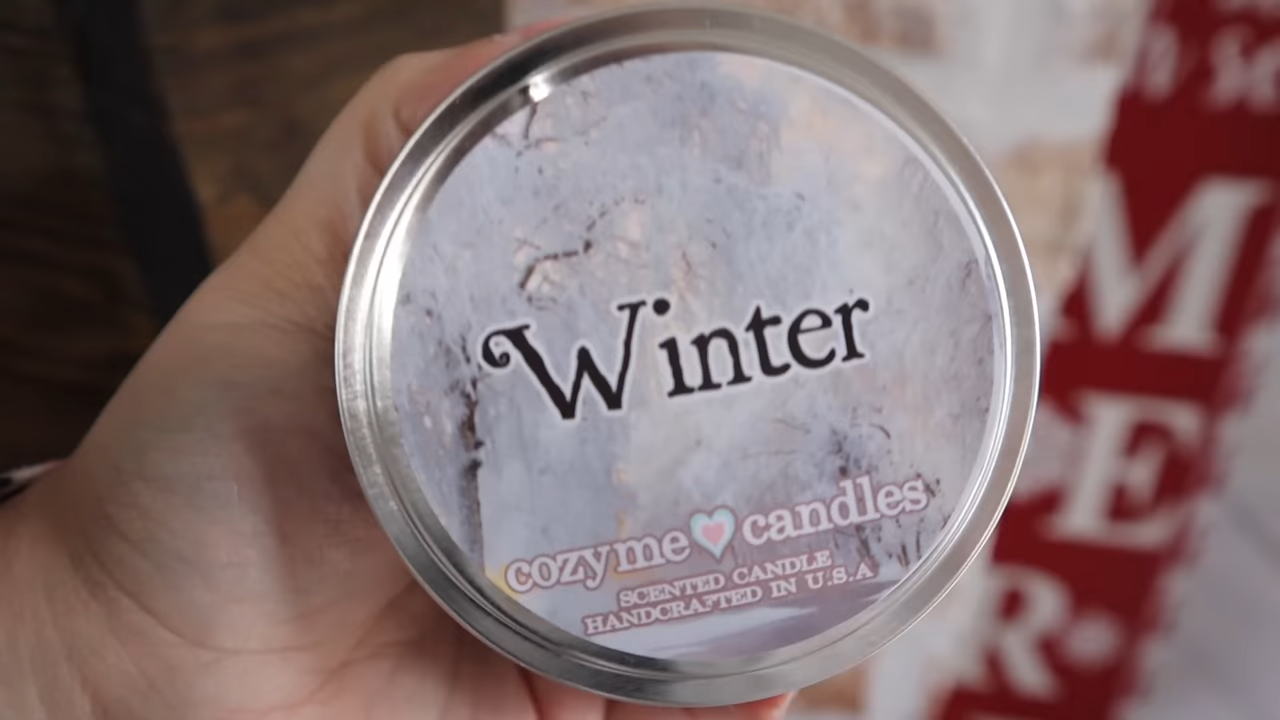 Winter
cozyme candles
SCENTED CANDLE
HANDCRAFTED IN U.S.A
M
E
R